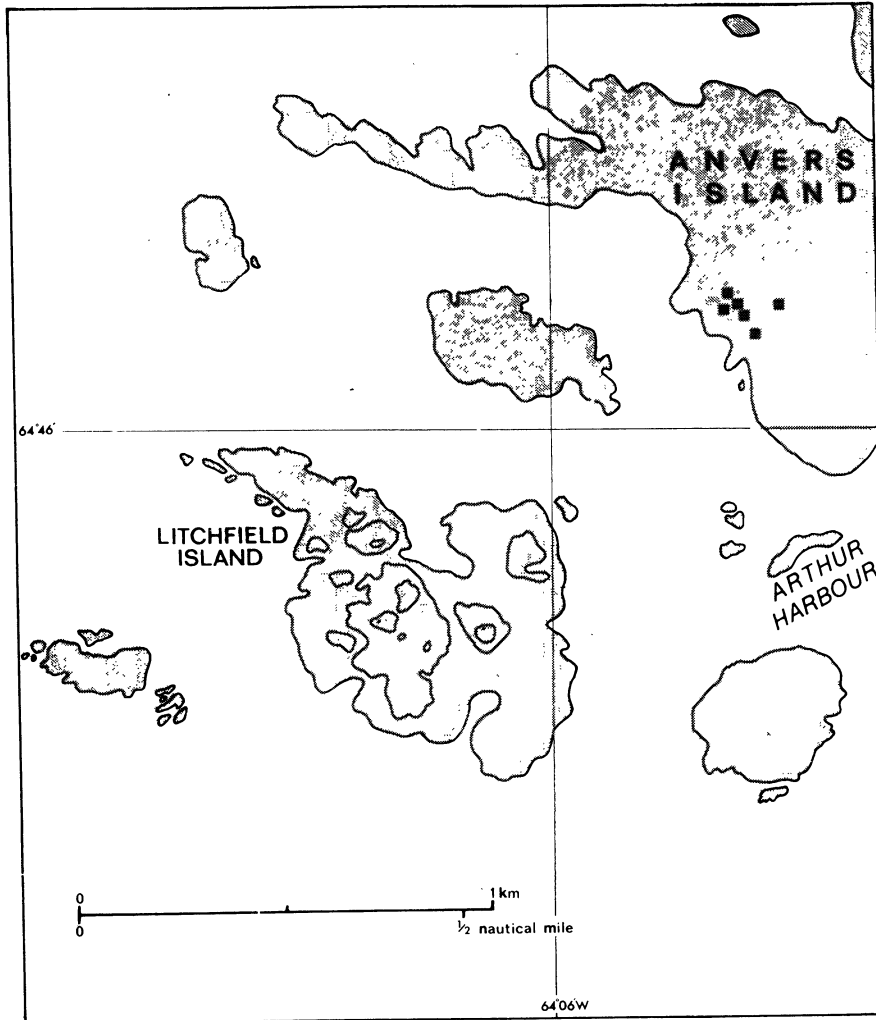 ANVERS
ISLAND
64°46'
LITCHFIELD
ISLAND
ARTHUR
HARBOUR
0
1 km
0
½ nautical mile
64°06'W